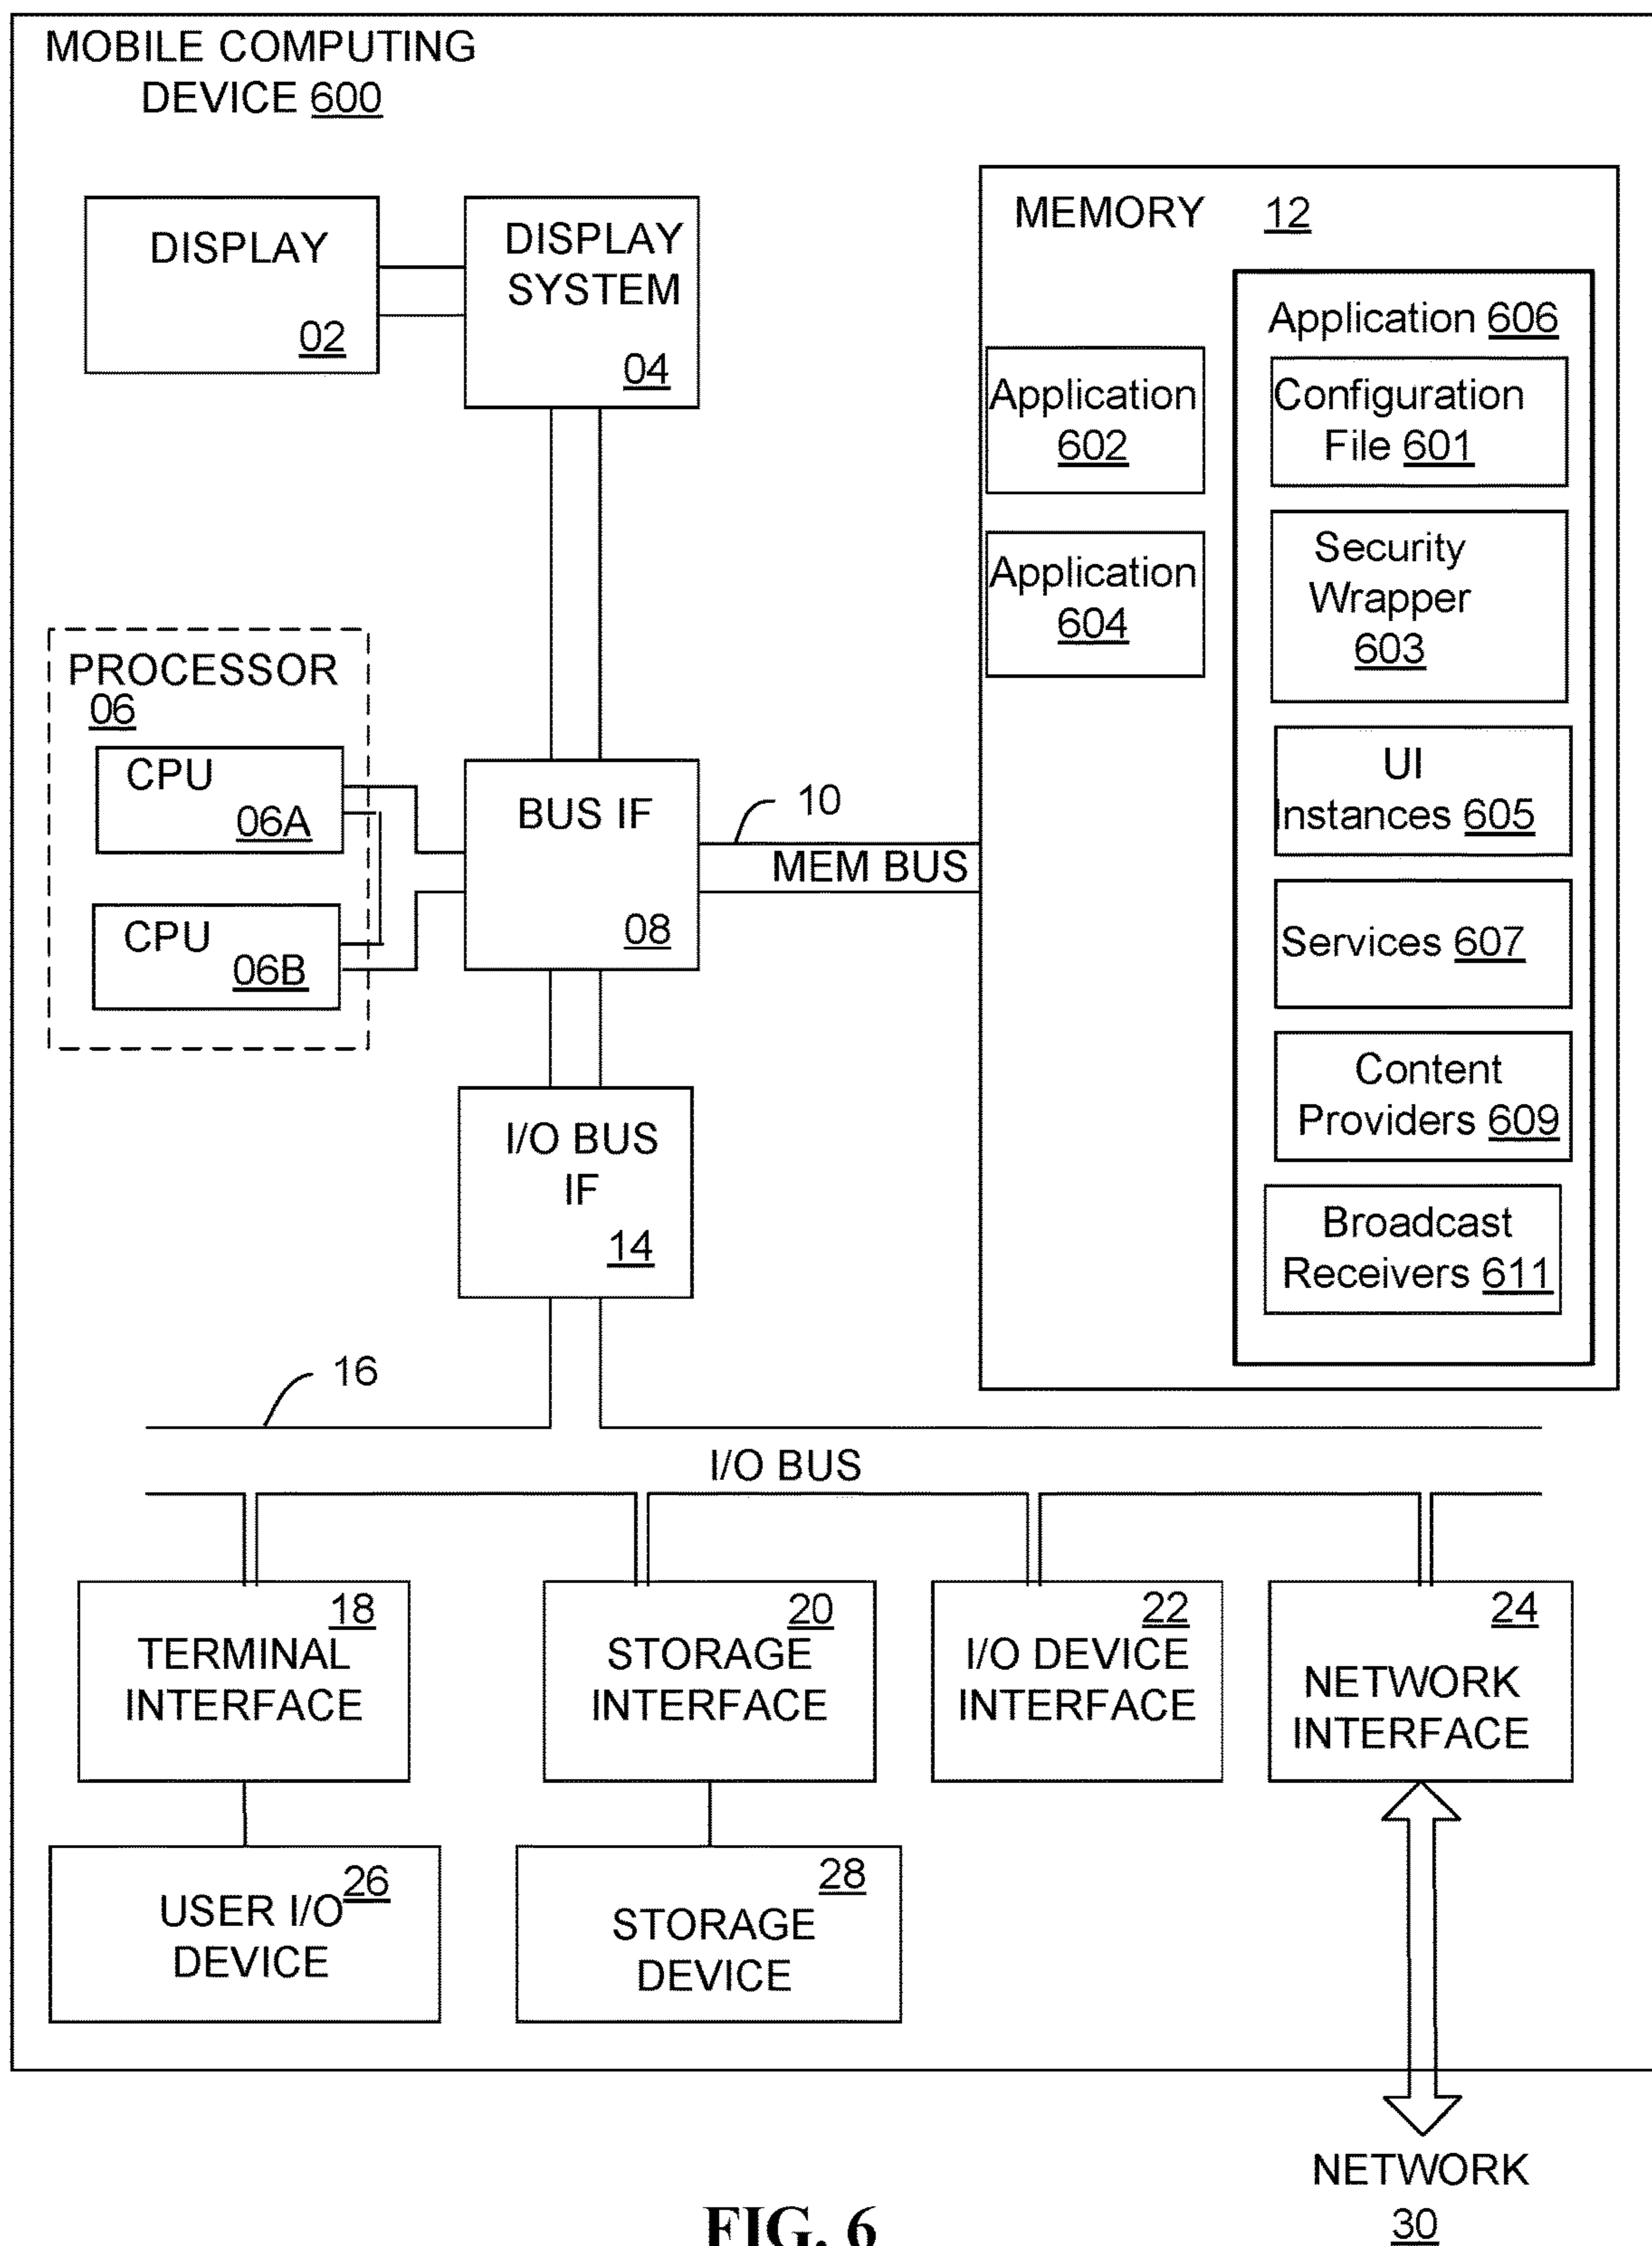 MOBILE COMPUTING
DEVICE 600
DISPLAY
02
DISPLAY
SYSTEM
04
MEMORY 12
Application
602
Application
604
Application 606
Configuration
File 601
Security
Wrapper
603
UI
Instances 605
Services 607
Content
Providers 609
Broadcast
Receivers 611
PROCESSOR
06
CPU
06A
CPU
06B
BUS IF
08
10
MEM BUS
I/O BUS
IF
14
16
I/O BUS
18
TERMINAL
INTERFACE
20
STORAGE
INTERFACE
22
I/O DEVICE
INTERFACE
24
NETWORK
INTERFACE
26
USER I/O
DEVICE
28
STORAGE
DEVICE
NETWORK
30
FIG. 6